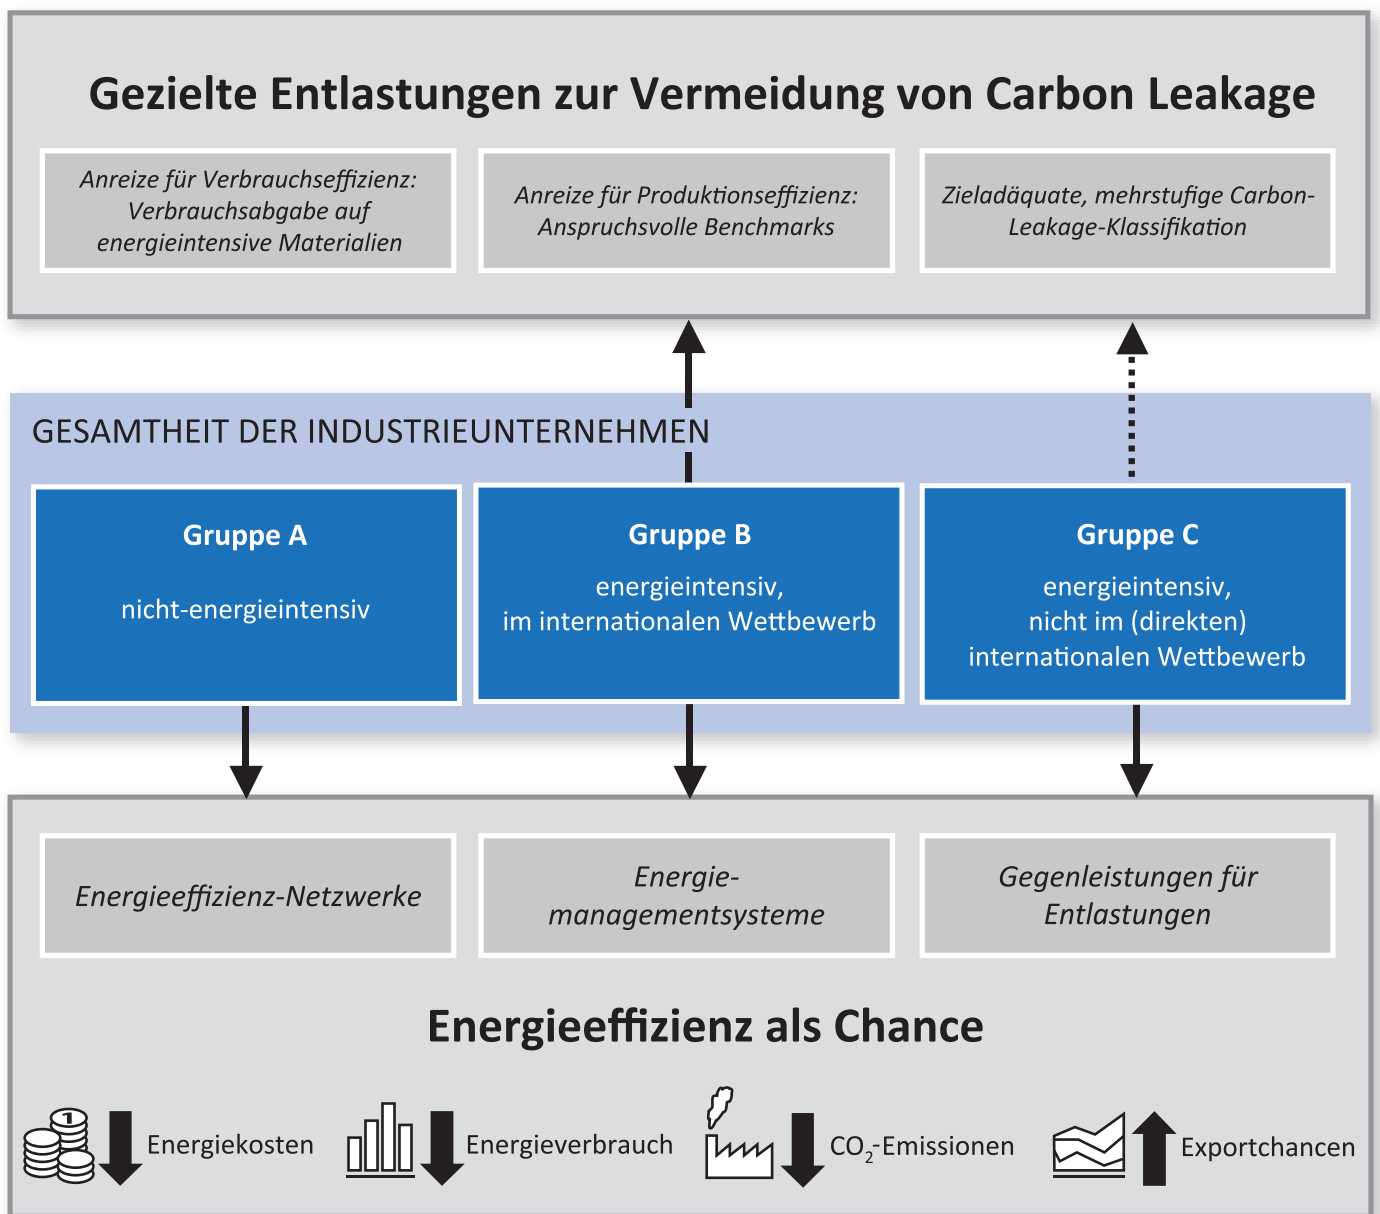 Gezielte Entlastungen zur Vermeidung von Carbon Leakage
Anreize für Verbrauchseffizienz:
Verbrauchsabgabe auf
energieintensive Materialien
Anreize für Produktionseffizienz:
Anspruchsvolle Benchmarks
Zieladäquate, mehrstufige Carbon-
Leakage-Klassifikation
GESAMTHEIT DER INDUSTRIEUNTERNEHMEN
Gruppe A
nicht-energieintensiv
Gruppe B
energieintensiv,
im internationalen Wettbewerb
Gruppe C
energieintensiv,
nicht im (direkten)
internationalen Wettbewerb
Energieeffizienz-Netzwerke
Energie-
managementsysteme
Gegenleistungen für
Entlastungen
Energieeffizienz als Chance
1
Energiekosten
Energieverbrauch
CO₂-Emissionen
Exportchancen